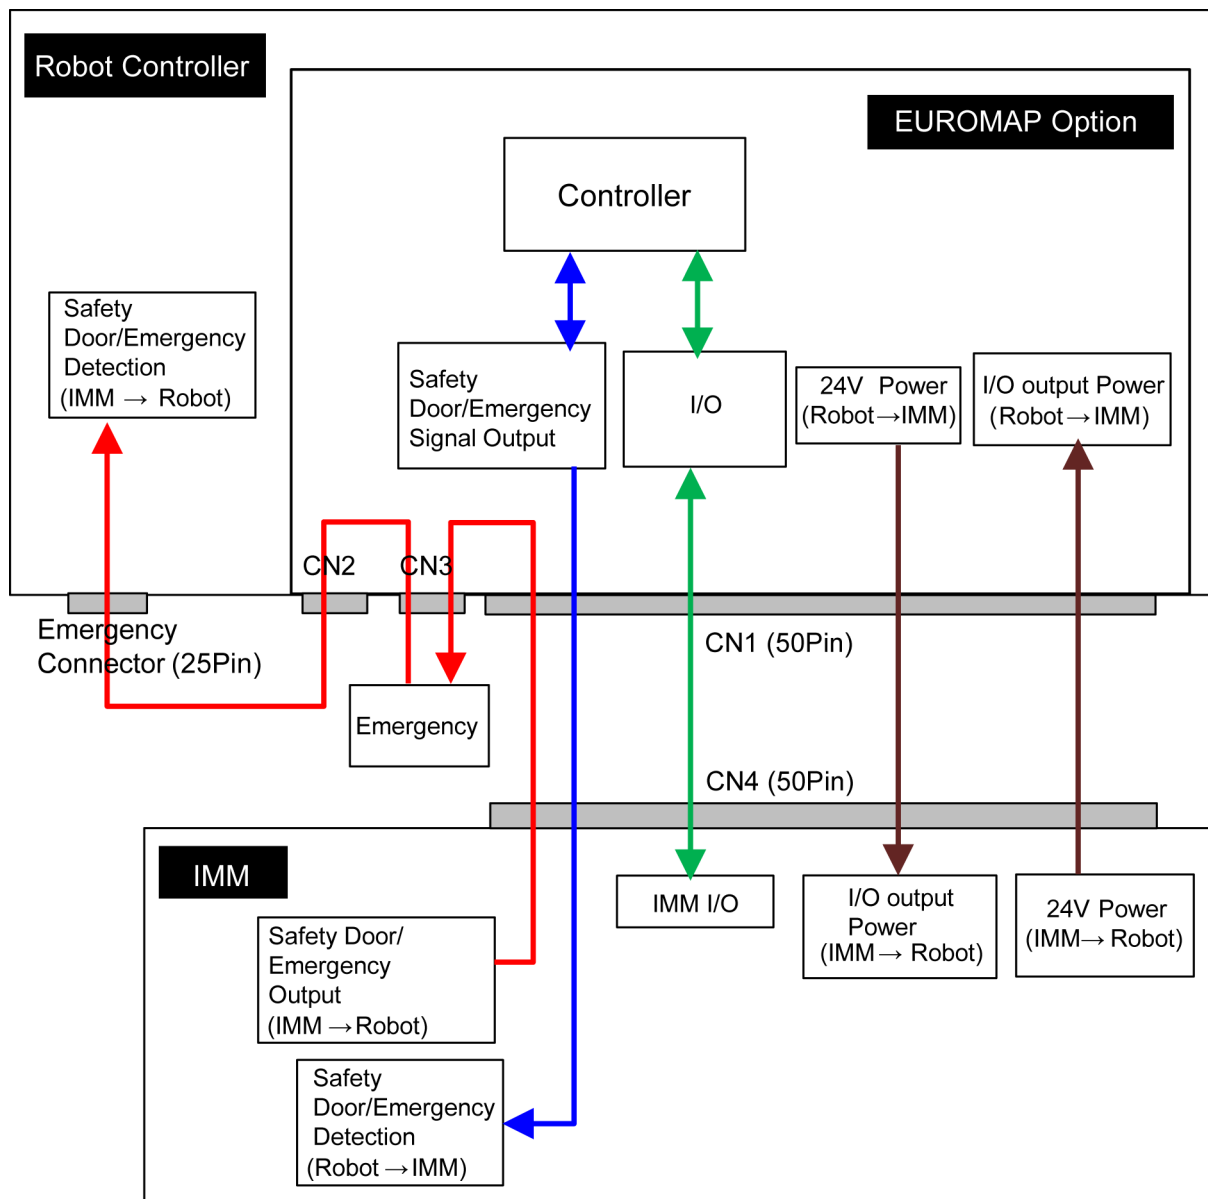 Robot Controller
EUROMAP Option
Controller
Safety
Door/Emergency
Detection
(IMM → Robot)
Safety
Door/Emergency
Signal Output
I/O
24V Power
(Robot→IMM)
I/O output Power
(Robot→IMM)
CN2
CN3
Emergency
Connector (25Pin)
CN1 (50Pin)
Emergency
CN4 (50Pin)
IMM
IMM I/O
I/O output
Power
(IMM→ Robot)
24V Power
(IMM→ Robot)
Safety Door/
Emergency
Output
(IMM →Robot)
Safety
Door/Emergency
Detection
(Robot →IMM)